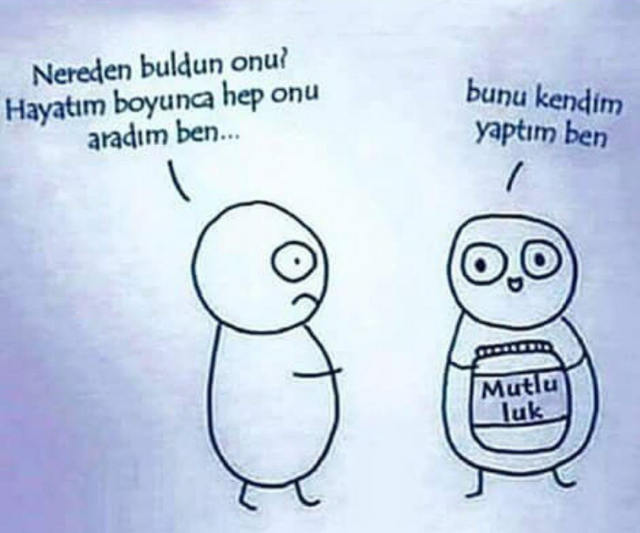 Nereden buldun onu?
Hayatım boyunca hep onu
aradım ben...
bunu kendim
yaptım ben
Mutlu
luk